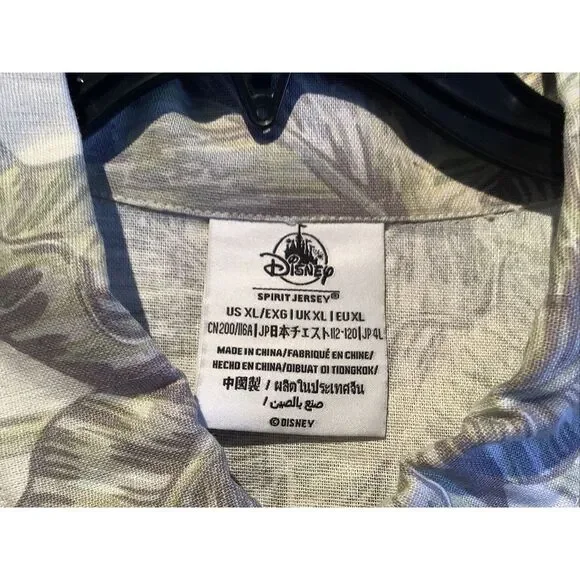 Disney
SPIRIT JERSEY®
US XL/EXG | UK XL | EU XL
CN200/116A | JP日本チェスト112-120 | JP 4L
MADE IN CHINA/FABRIQUÉ EN CHINE/
HECHO EN CHINA/DIBUAT DI TIONGKOK/
中國製 / ผลิตในประเทศจีน
صنع بالصين /
© DISNEY